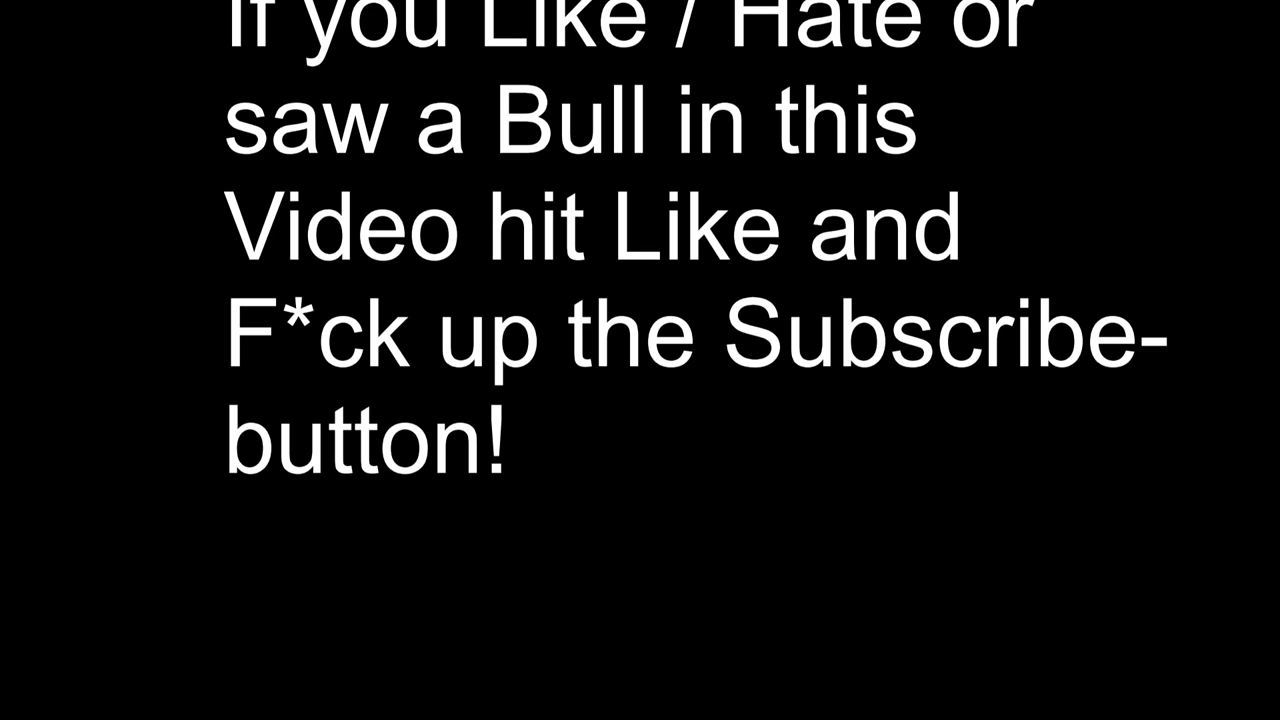 If you Like / Hate or
saw a Bull in this
Video hit Like and
F*ck up the Subscribe-
button!